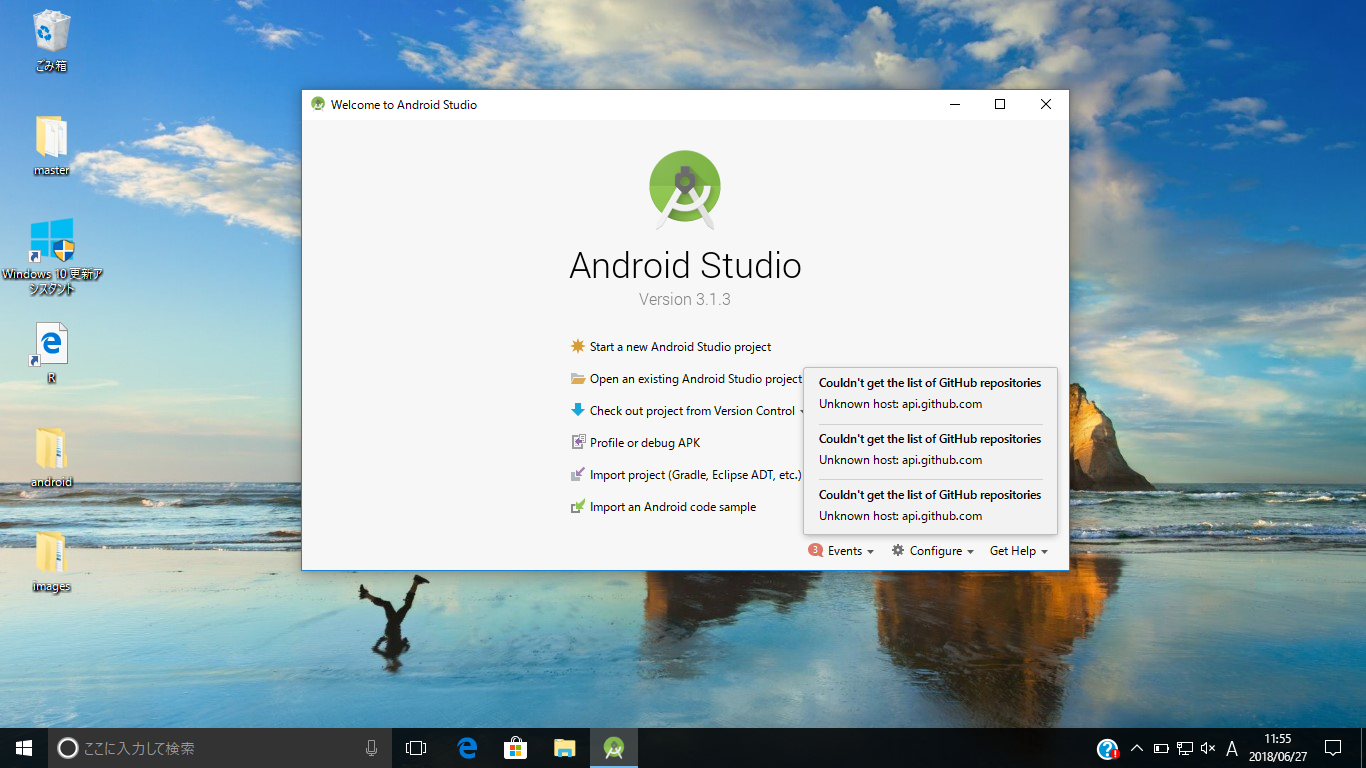 ごみ箱
master
Windows 10 更新ア
シスタント
R
android
images
Welcome to Android Studio
Android Studio
Version 3.1.3
Start a new Android Studio project
Open an existing Android Studio project
Check out project from Version Control
Profile or debug APK
Import project (Gradle, Eclipse ADT, etc.)
Import an Android code sample
Couldn't get the list of GitHub repositories
Unknown host: api.github.com
Couldn't get the list of GitHub repositories
Unknown host: api.github.com
Couldn't get the list of GitHub repositories
Unknown host: api.github.com
3 Events Configure Get Help
ここに入力して検索
A
11:55
2018/06/27